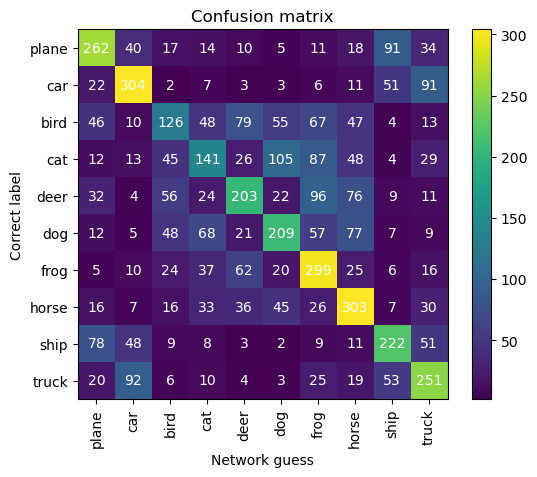 Confusion matrix
plane 262 40 17 14 10 5 11 18 91 34
car 22 304 2 7 3 3 6 11 51 91
bird 46 10 126 48 79 55 67 47 4 13
cat 12 13 45 141 26 105 87 48 4 29
deer 32 4 56 24 203 22 96 76 9 11
dog 12 5 48 68 21 209 57 77 7 9
frog 5 10 24 37 62 20 299 25 6 16
horse 16 7 16 33 36 45 26 303 7 30
ship 78 48 9 8 3 2 9 11 222 51
truck 20 92 6 10 4 3 25 19 53 251
Correct label
plane car bird cat deer dog frog horse ship truck
Network guess
300
250
200
150
100
50